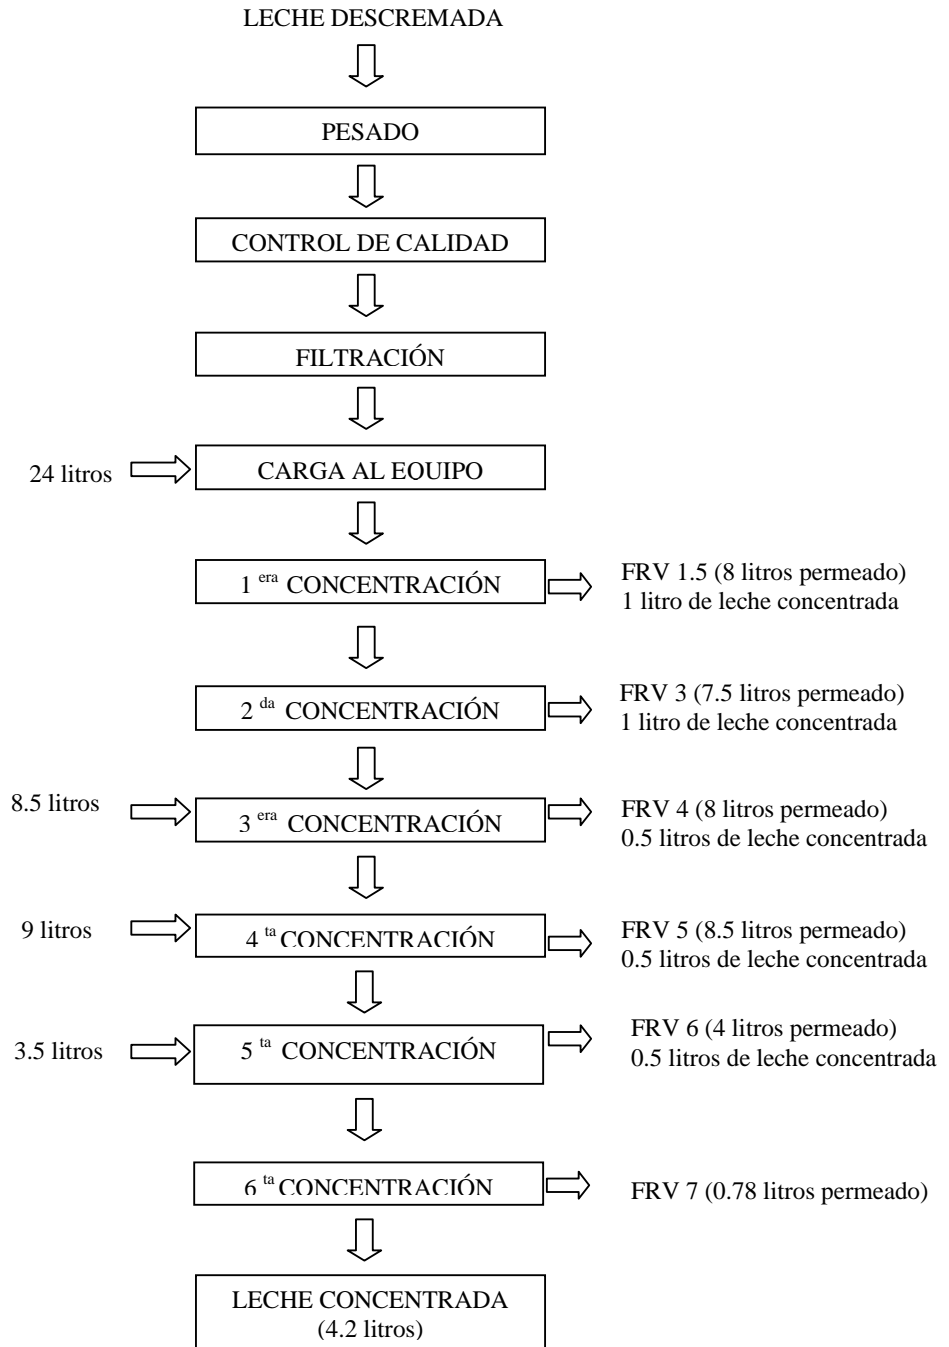 LECHE DESCREMADA
PESADO
CONTROL DE CALIDAD
FILTRACIÓN
24 litros
CARGA AL EQUIPO
1 era CONCENTRACIÓN
FRV 1.5 (8 litros permeado)
1 litro de leche concentrada
2 da CONCENTRACIÓN
FRV 3 (7.5 litros permeado)
1 litro de leche concentrada
8.5 litros
3 era CONCENTRACIÓN
FRV 4 (8 litros permeado)
0.5 litros de leche concentrada
9 litros
4 ta CONCENTRACIÓN
FRV 5 (8.5 litros permeado)
0.5 litros de leche concentrada
3.5 litros
5 ta CONCENTRACIÓN
FRV 6 (4 litros permeado)
0.5 litros de leche concentrada
6 ta CONCENTRACIÓN
FRV 7 (0.78 litros permeado)
LECHE CONCENTRADA
(4.2 litros)